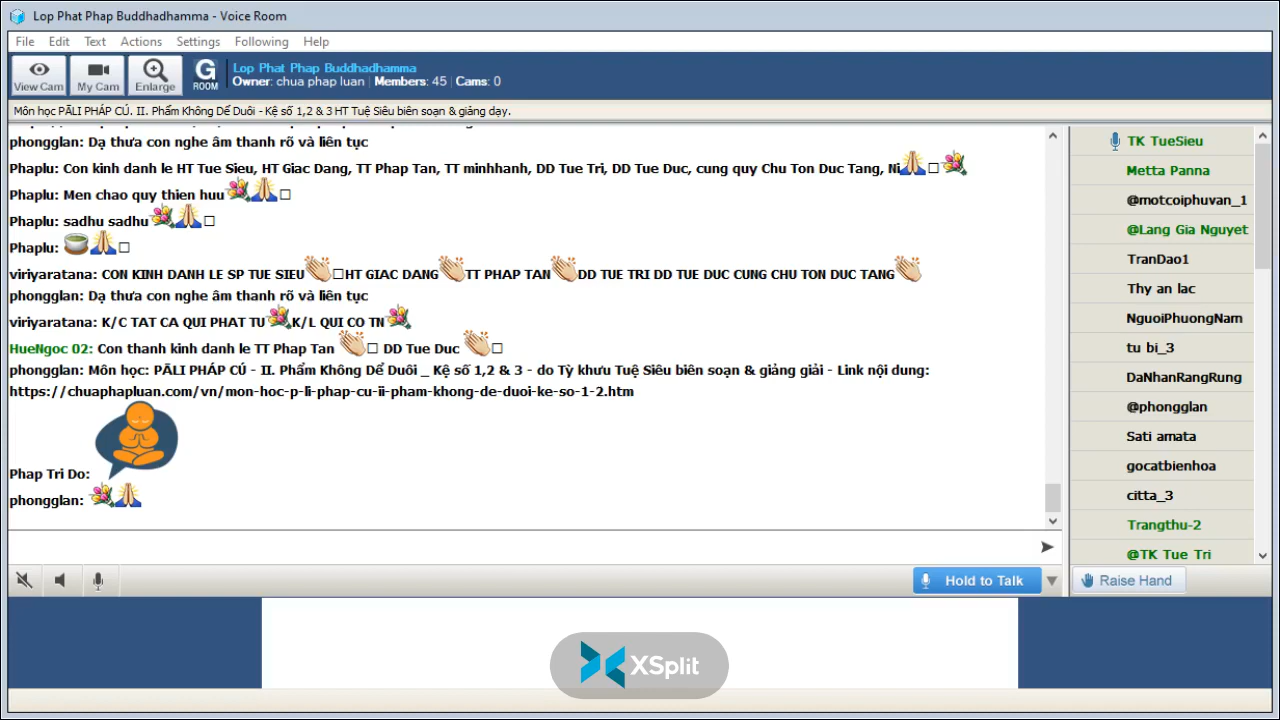 Lop Phat Phap Buddhadhamma - Voice Room
File Edit Text Actions Settings Following Help
View Cam My Cam Enlarge G ROOM
Lop Phat Phap Buddhadhamma
Owner: chua phap luan Members: 45 Cams: 0
Môn học PĀLI PHÁP CÚ. II. Phẩm Không Dể Duôi - Kệ số 1,2 & 3 HT Tuệ Siêu biên soạn & giảng dạy.
phongglan: Dạ thưa con nghe âm thanh rõ và liên tục
Phaplu: Con kinh danh le HT Tue Sieu, HT Giac Dang, TT Phap Tan, TT minhhanh, DD Tue Tri, DD Tue Duc, cung quy Chu Ton Duc Tang, Ni🙏□💐
Phaplu: Men chao quy thien huu💐🙏□
Phaplu: sadhu sadhu💐🙏□
Phaplu: 🍵🙏□
viriyaratana: CON KINH DANH LE SP TUE SIEU👏□HT GIAC DANG👏TT PHAP TAN👏DD TUE TRI DD TUE DUC CUNG CHU TON DUC TANG👏
phongglan: Dạ thưa con nghe âm thanh rõ và liên tục
viriyaratana: K/C TAT CA QUI PHAT TU💐K/L QUI CO TN💐
HueNgoc 02: Con thanh kinh danh le TT Phap Tan 👏□ DD Tue Duc 👏□
phongglan: Môn học: PĀLI PHÁP CÚ - II. Phẩm Không Dể Duôi _ Kệ số 1,2 & 3 - do Tỳ khưu Tuệ Siêu biên soạn & giảng giải - Link nội dung:
https://chuaphapluan.com/vn/mon-hoc-p-li-phap-cu-ii-pham-khong-de-duoi-ke-so-1-2.htm
Phap Tri Do:
phongglan: 💐🙏
TK TueSieu
Metta Panna
@motcoiphuvan_1
@Lang Gia Nguyet
TranDao1
Thy an lac
NguoiPhuongNam
tu bi_3
DaNhanRangRung
@phongglan
Sati amata
gocatbienhoa
citta_3
Trangthu-2
@TK Tue Tri
Hold to Talk
Raise Hand
XSplit